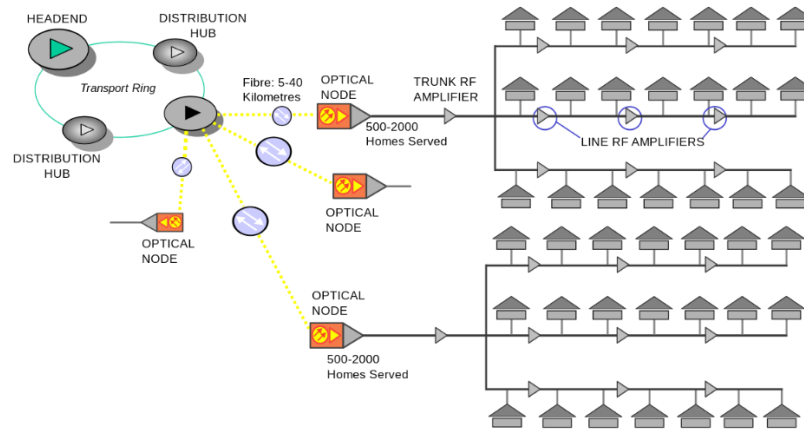 HEADEND
DISTRIBUTION
HUB
Transport Ring
DISTRIBUTION
HUB
Fibre: 5-40
Kilometres
OPTICAL
NODE
500-2000
Homes Served
TRUNK RF
AMPLIFIER
LINE RF AMPLIFIERS
OPTICAL
NODE
OPTICAL
NODE
OPTICAL
NODE
500-2000
Homes Served